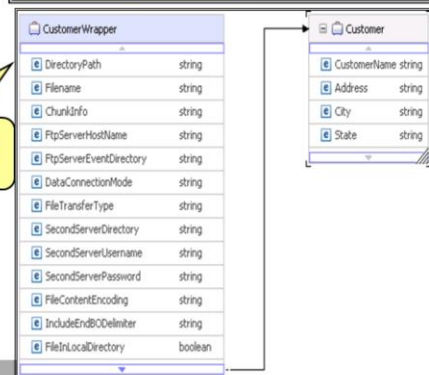 CustomerWrapper
DirectoryPath string
Filename string
ChunkInfo string
FtpServerHostName string
FtpServerEventDirectory string
DataConnectionMode string
FileTransferType string
SecondServerDirectory string
SecondServerUsername string
SecondServerPassword string
FileContentEncoding string
IncludeEndBODelimiter string
FileInLocalDirectory boolean
Customer
CustomerName string
Address string
City string
State string